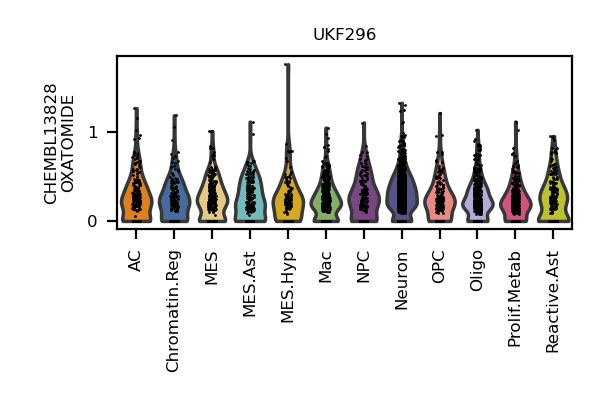 UKF296
CHEMBL13828
OXATOMIDE
1
0
AC
Chromatin.Reg
MES
MES.Ast
MES.Hyp
Mac
NPC
Neuron
OPC
Oligo
Prolif.Metab
Reactive.Ast